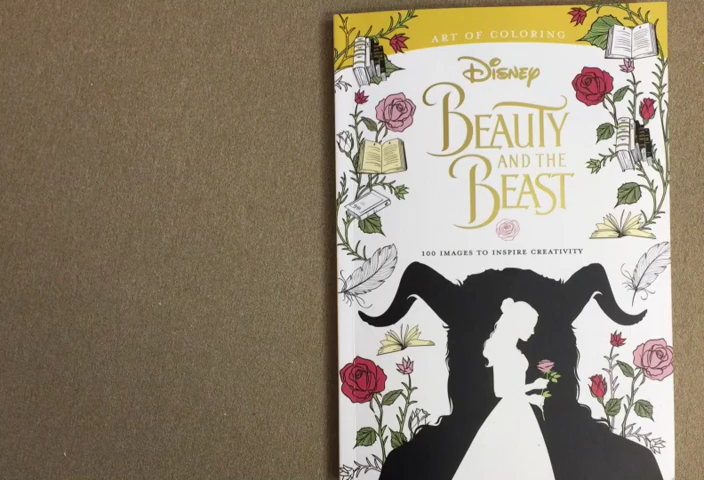 ART OF COLORING
Disney
BEAUTY
AND THE
BEAST
100 IMAGES TO INSPIRE CREATIVITY